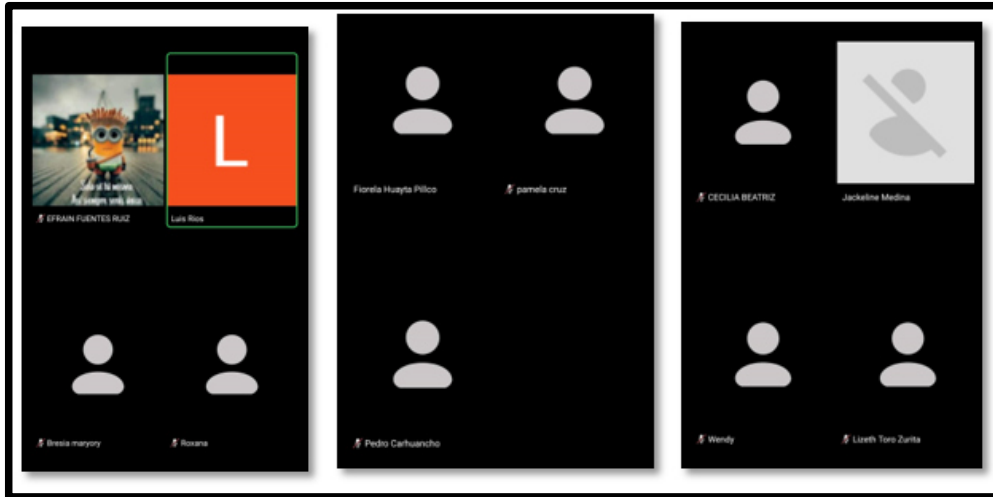 L
EFRAIN FUENTES RUIZ
Luis Rios
Bresia maryory
Roxana
Fiorela Huayta Pillco
pamela cruz
Pedro Carhuancho
CECILIA BEATRIZ
Jackeline Medina
Wendy
Lizeth Toro Zurita